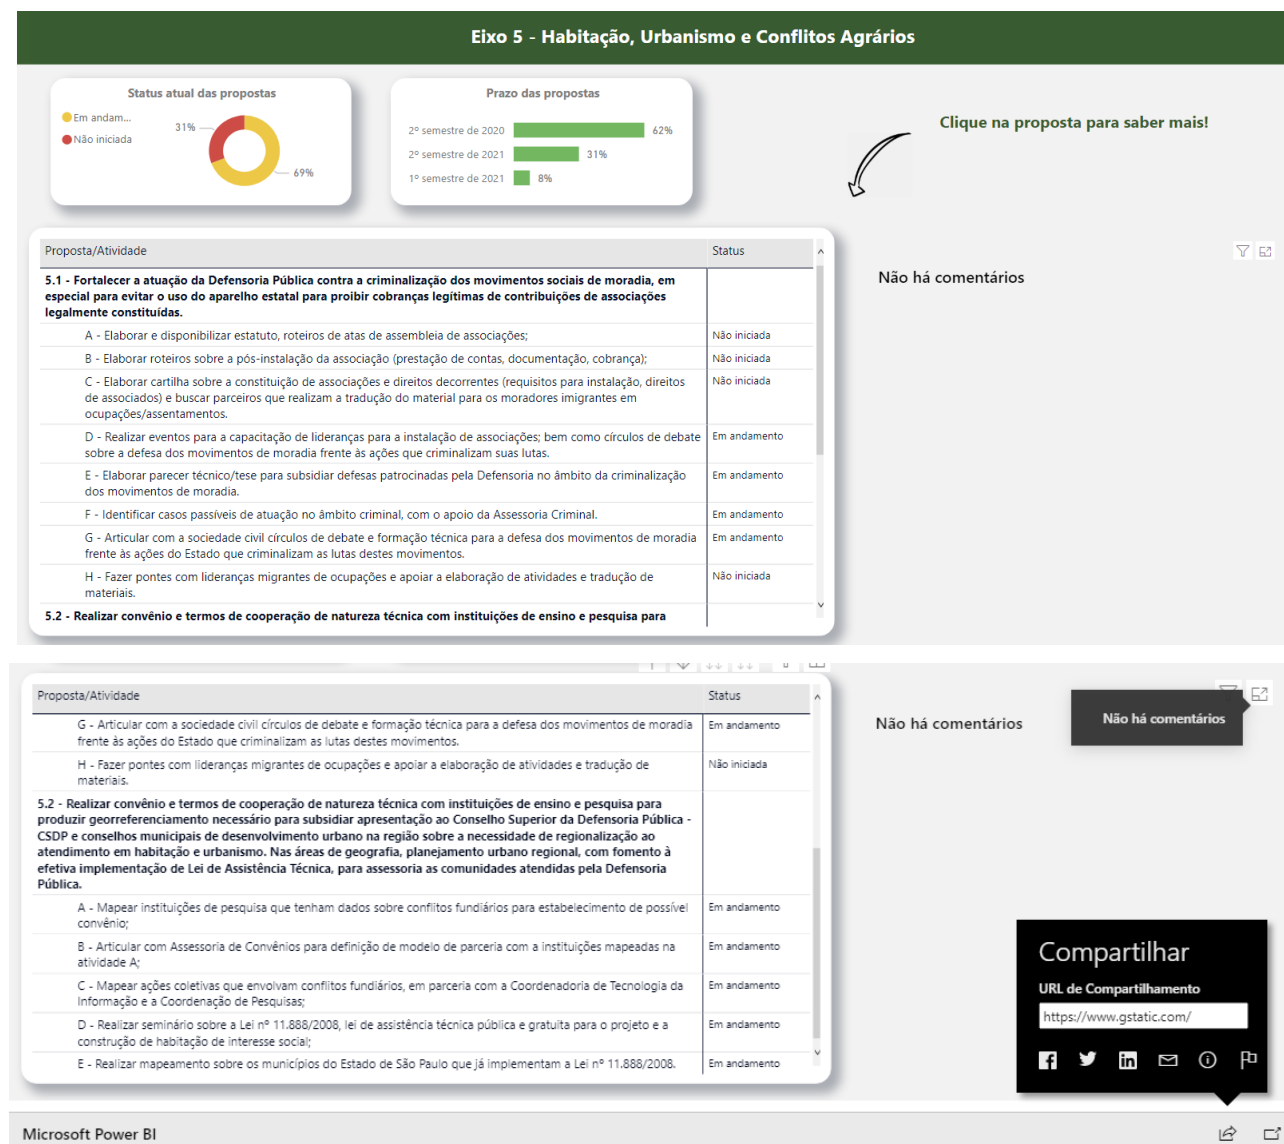 Eixo 5 - Habitação, Urbanismo e Conflitos Agrários
Status atual das propostas
Em andam...
Não iniciada
31%
69%
Prazo das propostas
2º semestre de 2020 62%
2º semestre de 2021 31%
1º semestre de 2021 8%
Clique na proposta para saber mais!
Proposta/Atividade Status
5.1 - Fortalecer a atuação da Defensoria Pública contra a criminalização dos movimentos sociais de moradia, em
especial para evitar o uso do aparelho estatal para proibir cobranças legítimas de contribuições de associações
legalmente constituídas.
A - Elaborar e disponibilizar estatuto, roteiros de atas de assembleia de associações; Não iniciada
B - Elaborar roteiros sobre a pós-instalação da associação (prestação de contas, documentação, cobrança); Não iniciada
C - Elaborar cartilha sobre a constituição de associações e direitos decorrentes (requisitos para instalação, direitos Não iniciada
de associados) e buscar parceiros que realizam a tradução do material para os moradores imigrantes em
ocupações/assentamentos.
D - Realizar eventos para a capacitação de lideranças para a instalação de associações; bem como círculos de debate Em andamento
sobre a defesa dos movimentos de moradia frente às ações que criminalizam suas lutas.
E - Elaborar parecer técnico/tese para subsidiar defesas patrocinadas pela Defensoria no âmbito da criminalização Em andamento
dos movimentos de moradia.
F - Identificar casos passíveis de atuação no âmbito criminal, com o apoio da Assessoria Criminal. Em andamento
G - Articular com a sociedade civil círculos de debate e formação técnica para a defesa dos movimentos de moradia Em andamento
frente às ações do Estado que criminalizam as lutas destes movimentos.
H - Fazer pontes com lideranças migrantes de ocupações e apoiar a elaboração de atividades e tradução de Não iniciada
materiais.
5.2 - Realizar convênio e termos de cooperação de natureza técnica com instituições de ensino e pesquisa para
Não há comentários
Proposta/Atividade Status
G - Articular com a sociedade civil círculos de debate e formação técnica para a defesa dos movimentos de moradia Em andamento
frente às ações do Estado que criminalizam as lutas destes movimentos.
H - Fazer pontes com lideranças migrantes de ocupações e apoiar a elaboração de atividades e tradução de Não iniciada
materiais.
5.2 - Realizar convênio e termos de cooperação de natureza técnica com instituições de ensino e pesquisa para
produzir georreferenciamento necessário para subsidiar apresentação ao Conselho Superior da Defensoria Pública -
CSDP e conselhos municipais de desenvolvimento urbano na região sobre a necessidade de regionalização ao
atendimento em habitação e urbanismo. Nas áreas de geografia, planejamento urbano regional, com fomento à
efetiva implementação de Lei de Assistência Técnica, para assessoria as comunidades atendidas pela Defensoria
Pública.
A - Mapear instituições de pesquisa que tenham dados sobre conflitos fundiários para estabelecimento de possível Em andamento
convênio;
B - Articular com Assessoria de Convênios para definição de modelo de parceria com a instituições mapeadas na Em andamento
atividade A;
C - Mapear ações coletivas que envolvam conflitos fundiários, em parceria com a Coordenadoria de Tecnologia da Em andamento
Informação e a Coordenação de Pesquisas;
D - Realizar seminário sobre a Lei nº 11.888/2008, lei de assistência técnica pública e gratuita para o projeto e a Em andamento
construção de habitação de interesse social;
E - Realizar mapeamento sobre os municípios do Estado de São Paulo que já implementam a Lei nº 11.888/2008. Em andamento
Não há comentários
Não há comentários
Compartilhar
URL de Compartilhamento
https://www.gstatic.com/
Microsoft Power BI